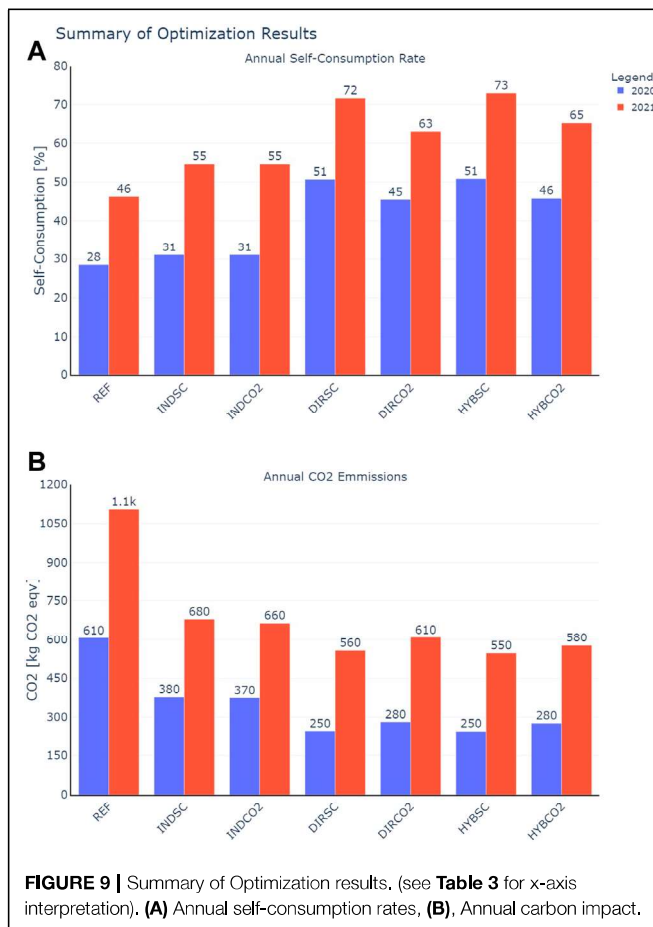 Summary of Optimization Results
A
Annual Self-Consumption Rate
Legend
2020
2021
80
70
60
50
40
30
20
10
0
Self-Consumption [%]
28
46
31
55
31
55
51
72
45
63
51
73
46
65
REF
INDSC
INDCO2
DIRSC
DIRCO2
HYBSC
HYBCO2
B
Annual CO2 Emmissions
1200
1050
900
750
600
450
300
150
0
CO2 [kg CO2 eqv.]
610
1.1k
380
680
370
660
250
560
280
610
250
550
280
580
REF
INDSC
INDCO2
DIRSC
DIRCO2
HYBSC
HYBCO2
FIGURE 9 | Summary of Optimization results. (see Table 3 for x-axis
interpretation). (A) Annual self-consumption rates, (B), Annual carbon impact.